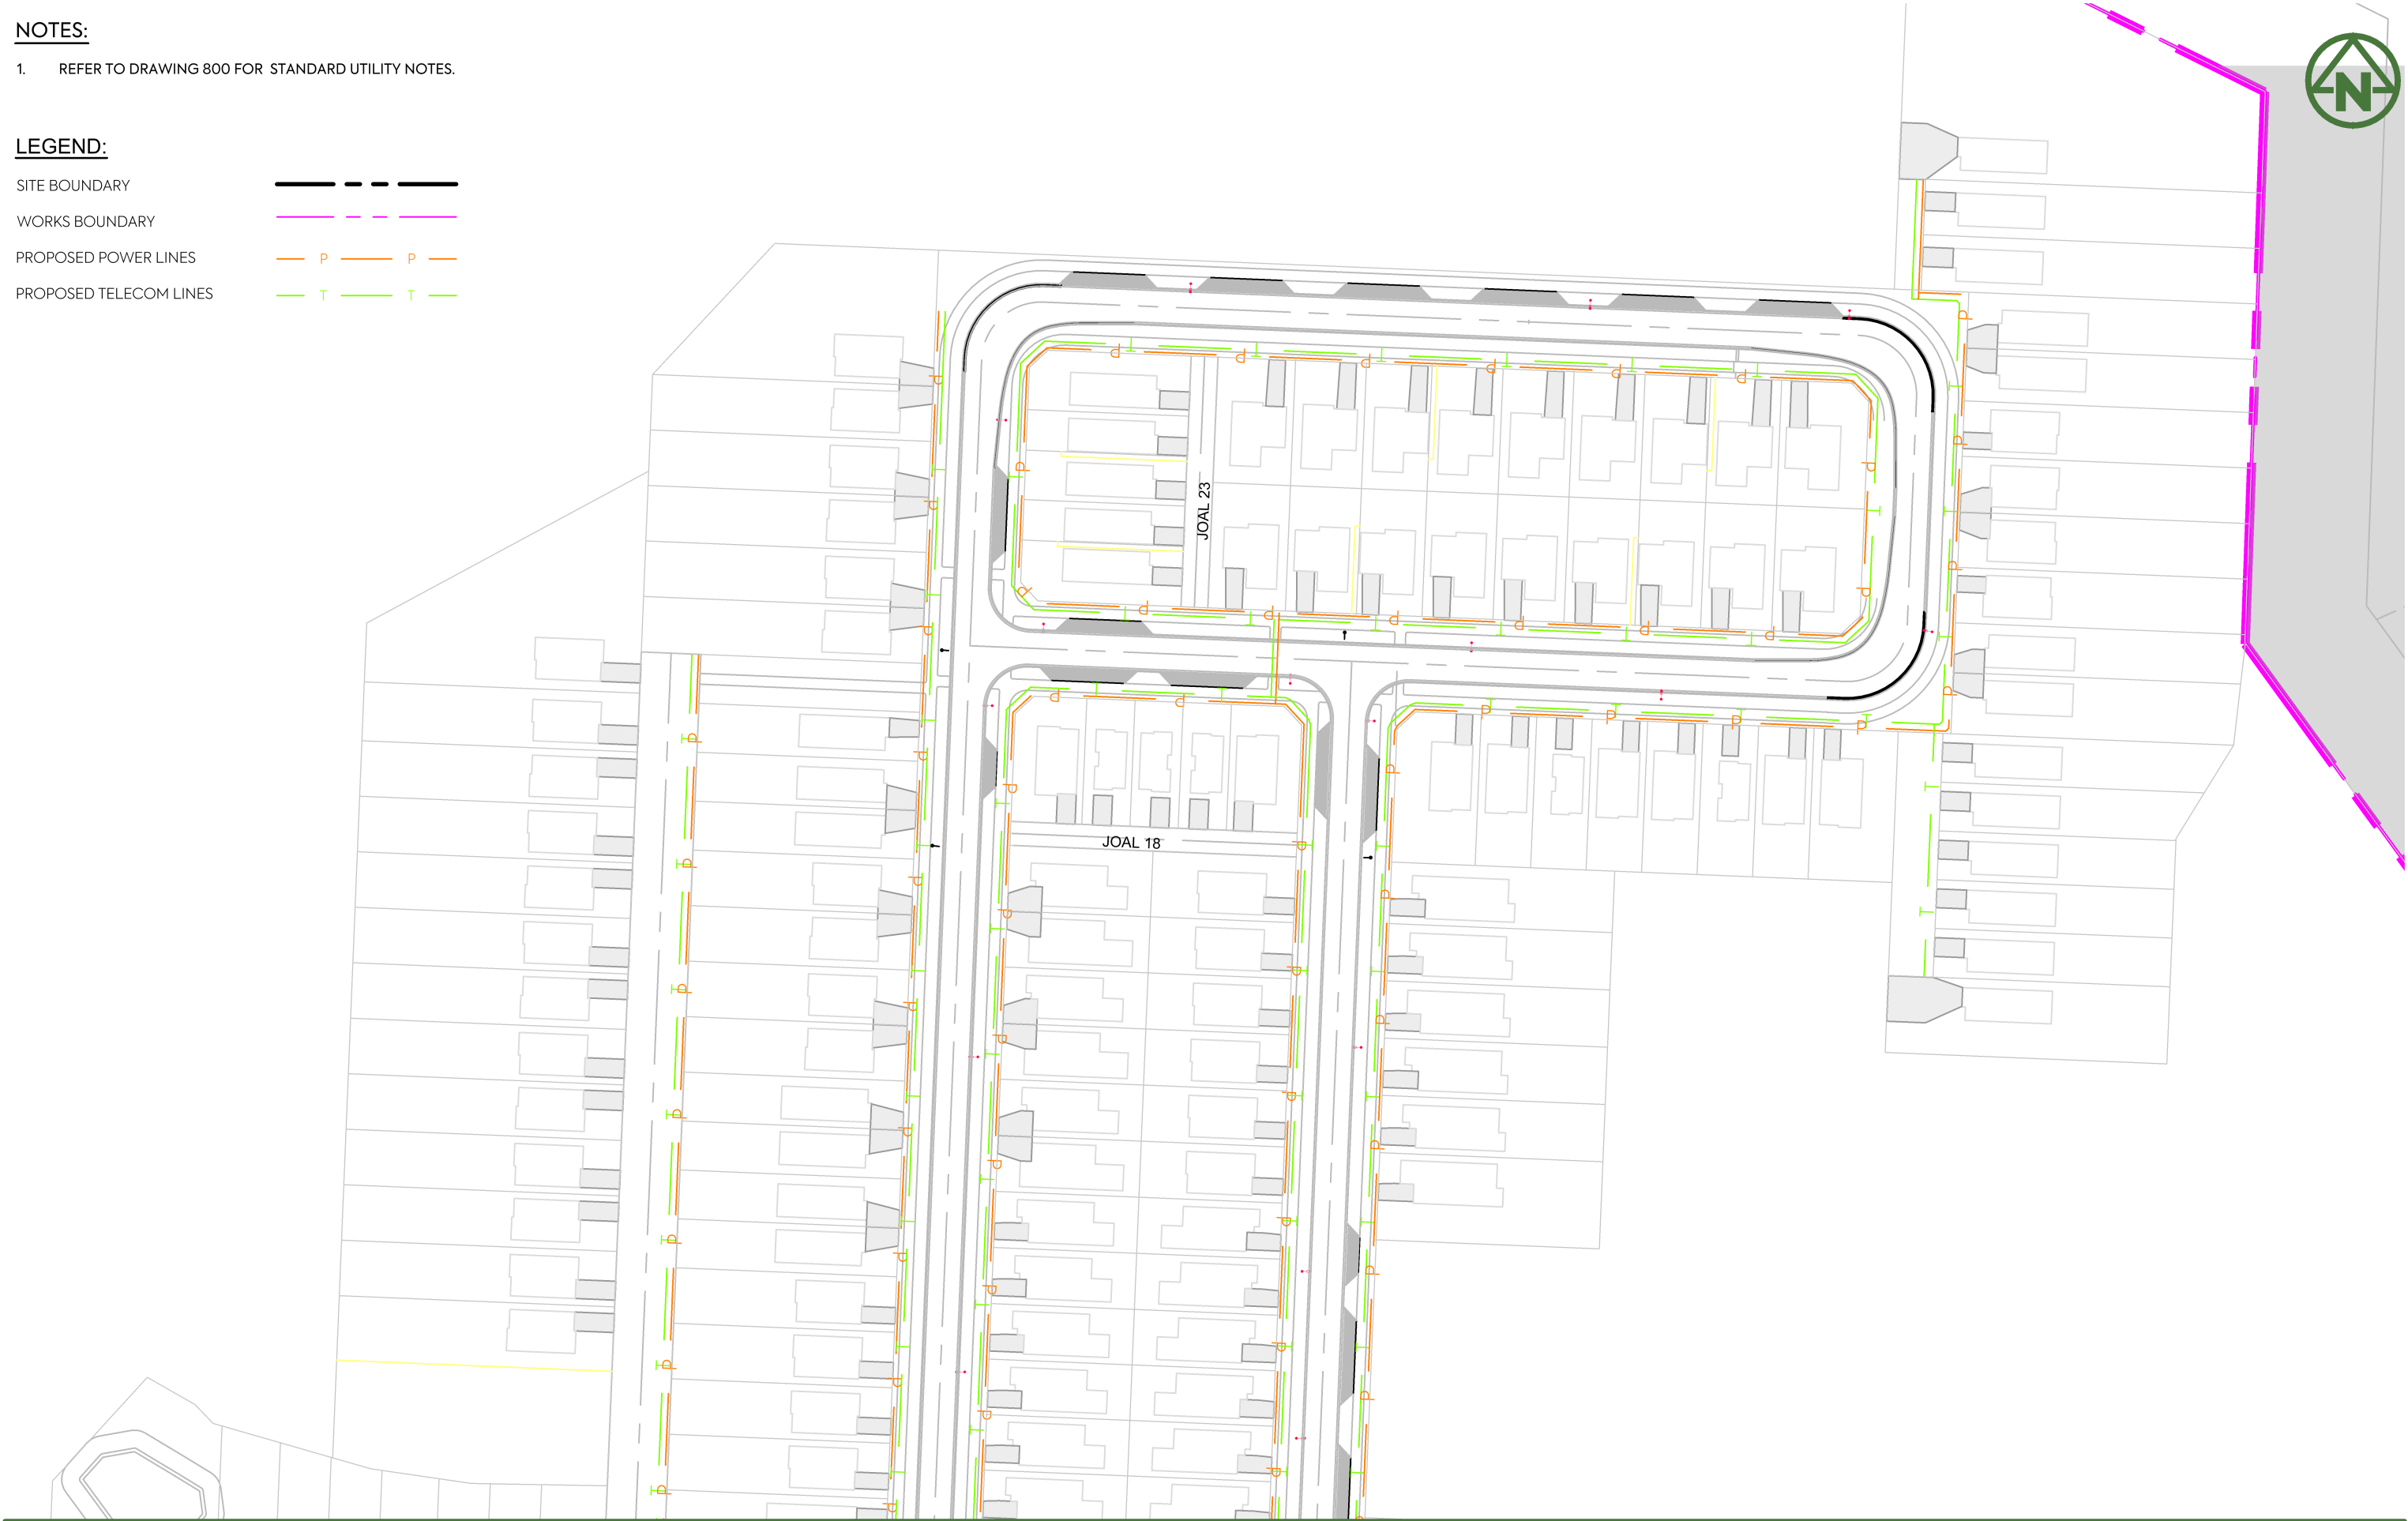 NOTES:
1. REFER TO DRAWING 800 FOR STANDARD UTILITY NOTES.
LEGEND:
SITE BOUNDARY
WORKS BOUNDARY
PROPOSED POWER LINES P P
PROPOSED TELECOM LINES T T
N
JOAL 23
JOAL 18